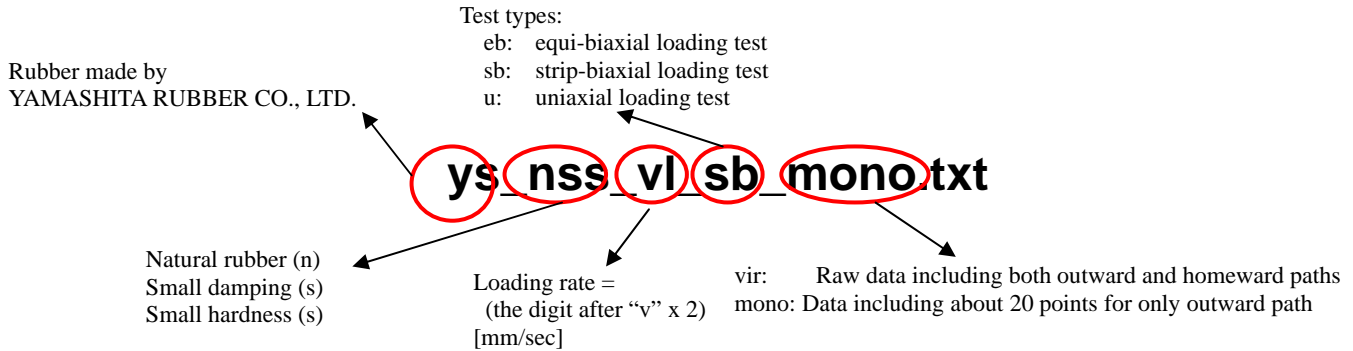 Test types:
eb: equi-biaxial loading test
sb: strip-biaxial loading test
u: uniaxial loading test
Rubber made by
YAMASHITA RUBBER CO., LTD.
ys_nss_vl_sb_mono.txt
Natural rubber (n)
Small damping (s)
Small hardness (s)
Loading rate =
(the digit after “v” x 2)
[mm/sec]
vir: Raw data including both outward and homeward paths
mono: Data including about 20 points for only outward path